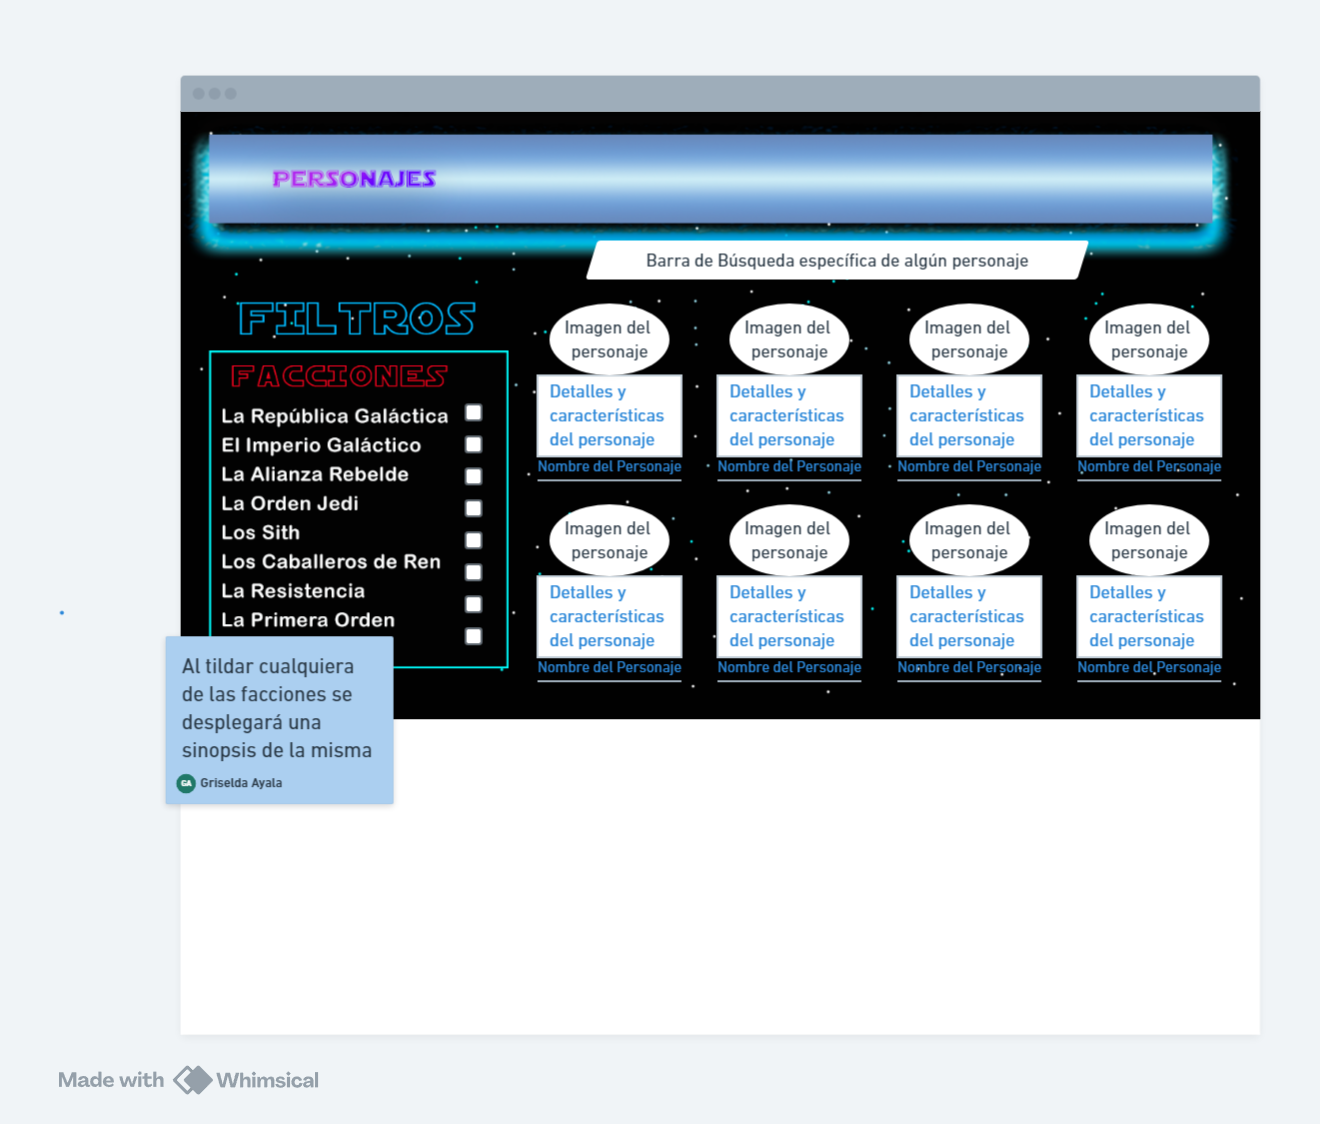 PERSONAJES
Barra de Búsqueda específica de algún personaje
FILTROS
FACCIONES
La República Galáctica
El Imperio Galáctico
La Alianza Rebelde
La Orden Jedi
Los Sith
Los Caballeros de Ren
La Resistencia
La Primera Orden
Al tildar cualquiera
de las facciones se
desplegará una
sinopsis de la misma
GA Griselda Ayala
Imagen del
personaje
Detalles y
características
del personaje
Nombre del Personaje
Imagen del
personaje
Detalles y
características
del personaje
Nombre del Personaje
Imagen del
personaje
Detalles y
características
del personaje
Nombre del Personaje
Imagen del
personaje
Detalles y
características
del personaje
Nombre del Personaje
Imagen del
personaje
Detalles y
características
del personaje
Nombre del Personaje
Imagen del
personaje
Detalles y
características
del personaje
Nombre del Personaje
Imagen del
personaje
Detalles y
características
del personaje
Nombre del Personaje
Imagen del
personaje
Detalles y
características
del personaje
Nombre del Personaje
Made with Whimsical